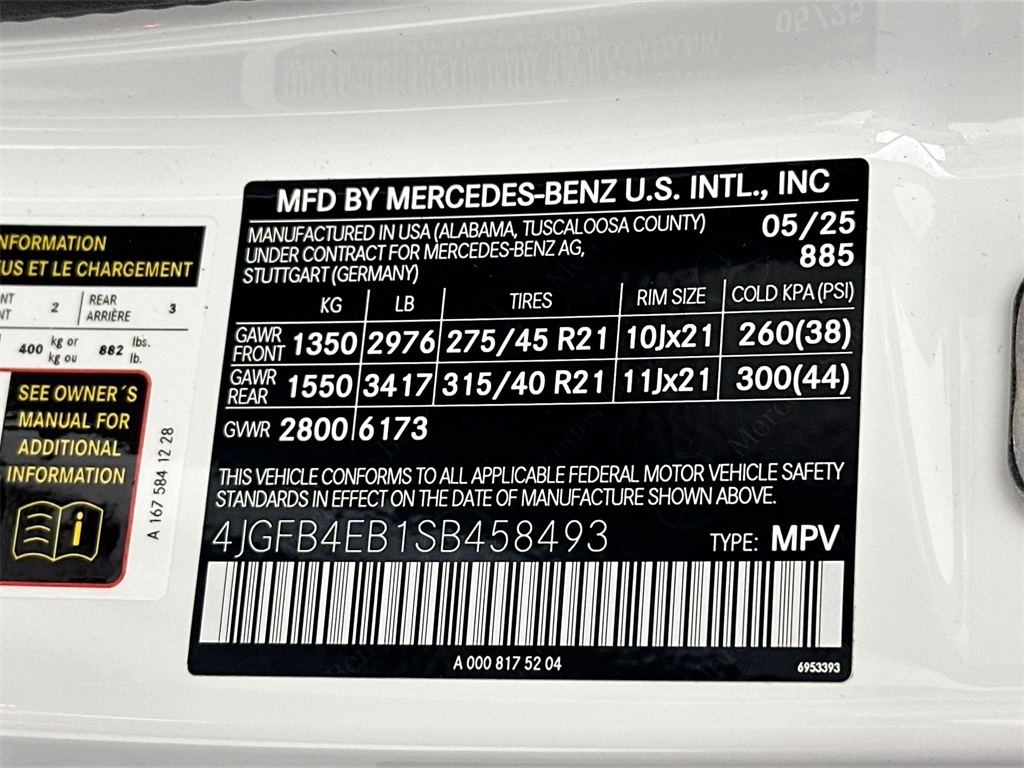 MFD BY MERCEDES-BENZ U.S. INTL., INC
MANUFACTURED IN USA (ALABAMA, TUSCALOOSA COUNTY) 05/25
UNDER CONTRACT FOR MERCEDES-BENZ AG, 885
STUTTGART (GERMANY)
KG LB TIRES RIM SIZE COLD KPA (PSI)
GAWR FRONT 1350 2976 275/45 R21 10Jx21 260(38)
GAWR REAR 1550 3417 315/40 R21 11Jx21 300(44)
GVWR 2800 6173
THIS VEHICLE CONFORMS TO ALL APPLICABLE FEDERAL MOTOR VEHICLE SAFETY
STANDARDS IN EFFECT ON THE DATE OF MANUFACTURE SHOWN ABOVE.
4JGFB4EB1SB458493 TYPE: MPV
A 000 817 52 04 6953393
ET LE CHARGEMENT
2 REAR 3
ARRIÈRE
400 kg or 882 lbs.
kg ou lb.
SEE OWNER´S
MANUAL FOR
ADDITIONAL
INFORMATION
A 167 584 12 28
05/25